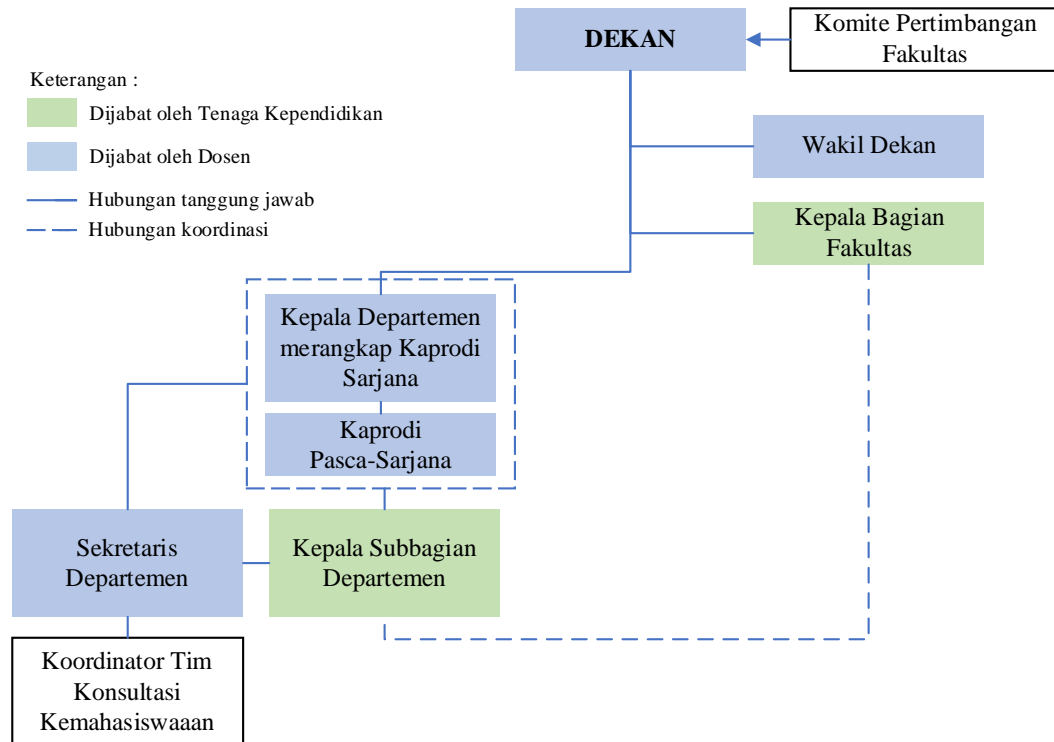 DEKAN
Komite Pertimbangan
Fakultas
Keterangan :
Dijabat oleh Tenaga Kependidikan
Dijabat oleh Dosen
Hubungan tanggung jawab
Hubungan koordinasi
Wakil Dekan
Kepala Bagian
Fakultas
Kepala Departemen
merangkap Kaprodi
Sarjana
Kaprodi
Pasca-Sarjana
Sekretaris
Departemen
Kepala Subbagian
Departemen
Koordinator Tim
Konsultasi
Kemahasiswaaan